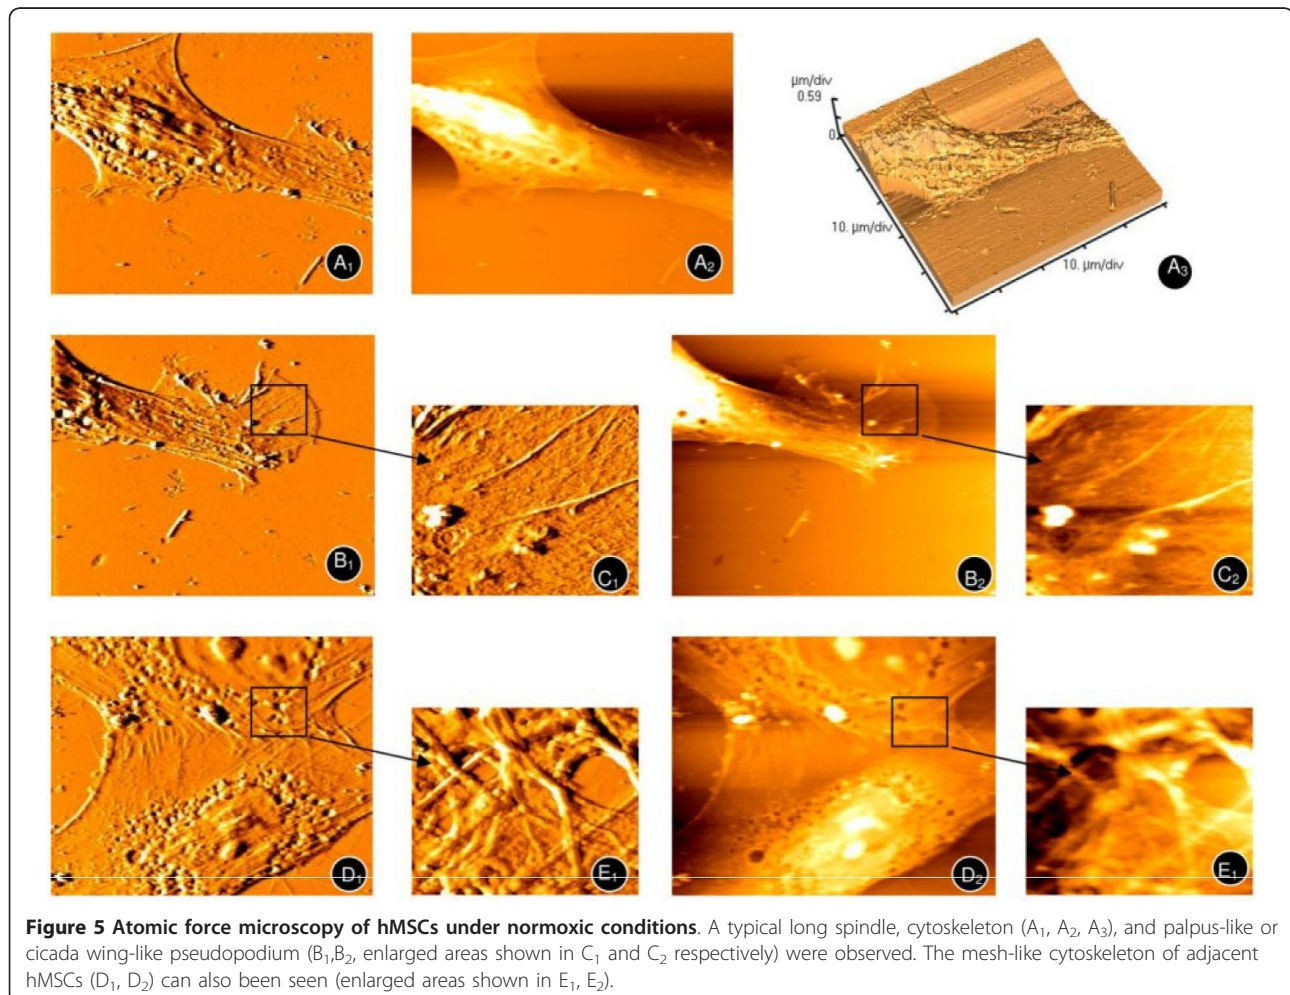 µm/div
0.59
0.
10. µm/div
10. µm/div
A₁
A₂
A₃
B₁
C₁
B₂
C₂
D₁
E₁
D₂
E₁
Figure 5 Atomic force microscopy of hMSCs under normoxic conditions. A typical long spindle, cytoskeleton (A₁, A₂, A₃), and palpus-like or
cicada wing-like pseudopodium (B₁,B₂, enlarged areas shown in C₁ and C₂ respectively) were observed. The mesh-like cytoskeleton of adjacent
hMSCs (D₁, D₂) can also been seen (enlarged areas shown in E₁, E₂).